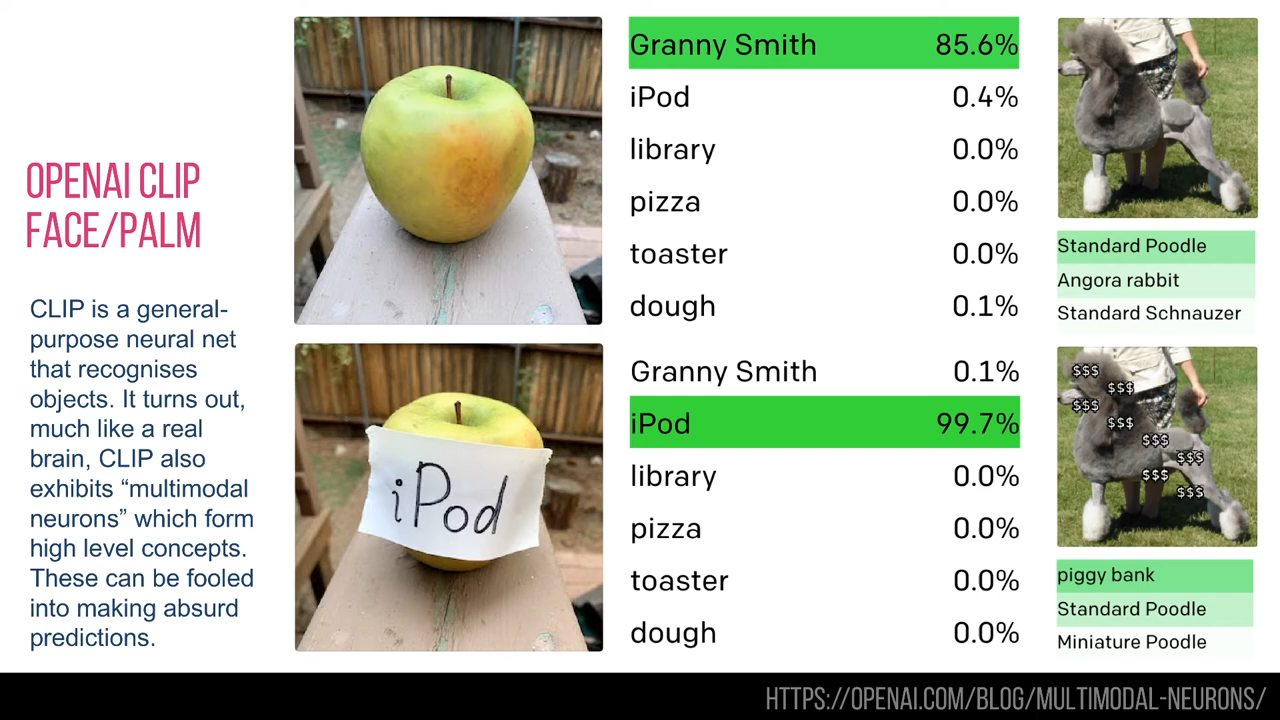 OPENAI CLIP
FACE/PALM
CLIP is a general-
purpose neural net
that recognises
objects. It turns out,
much like a real
brain, CLIP also
exhibits “multimodal
neurons” which form
high level concepts.
These can be fooled
into making absurd
predictions.
Granny Smith 85.6%
iPod 0.4%
library 0.0%
pizza 0.0%
toaster 0.0%
dough 0.1%
iPod
Granny Smith 0.1%
iPod 99.7%
library 0.0%
pizza 0.0%
toaster 0.0%
dough 0.0%
Standard Poodle
Angora rabbit
Standard Schnauzer
$$$
$$$
$$$
$$$
$$$
$$$
$$$
$$$
piggy bank
Standard Poodle
Miniature Poodle
HTTPS://OPENAI.COM/BLOG/MULTIMODAL-NEURONS/